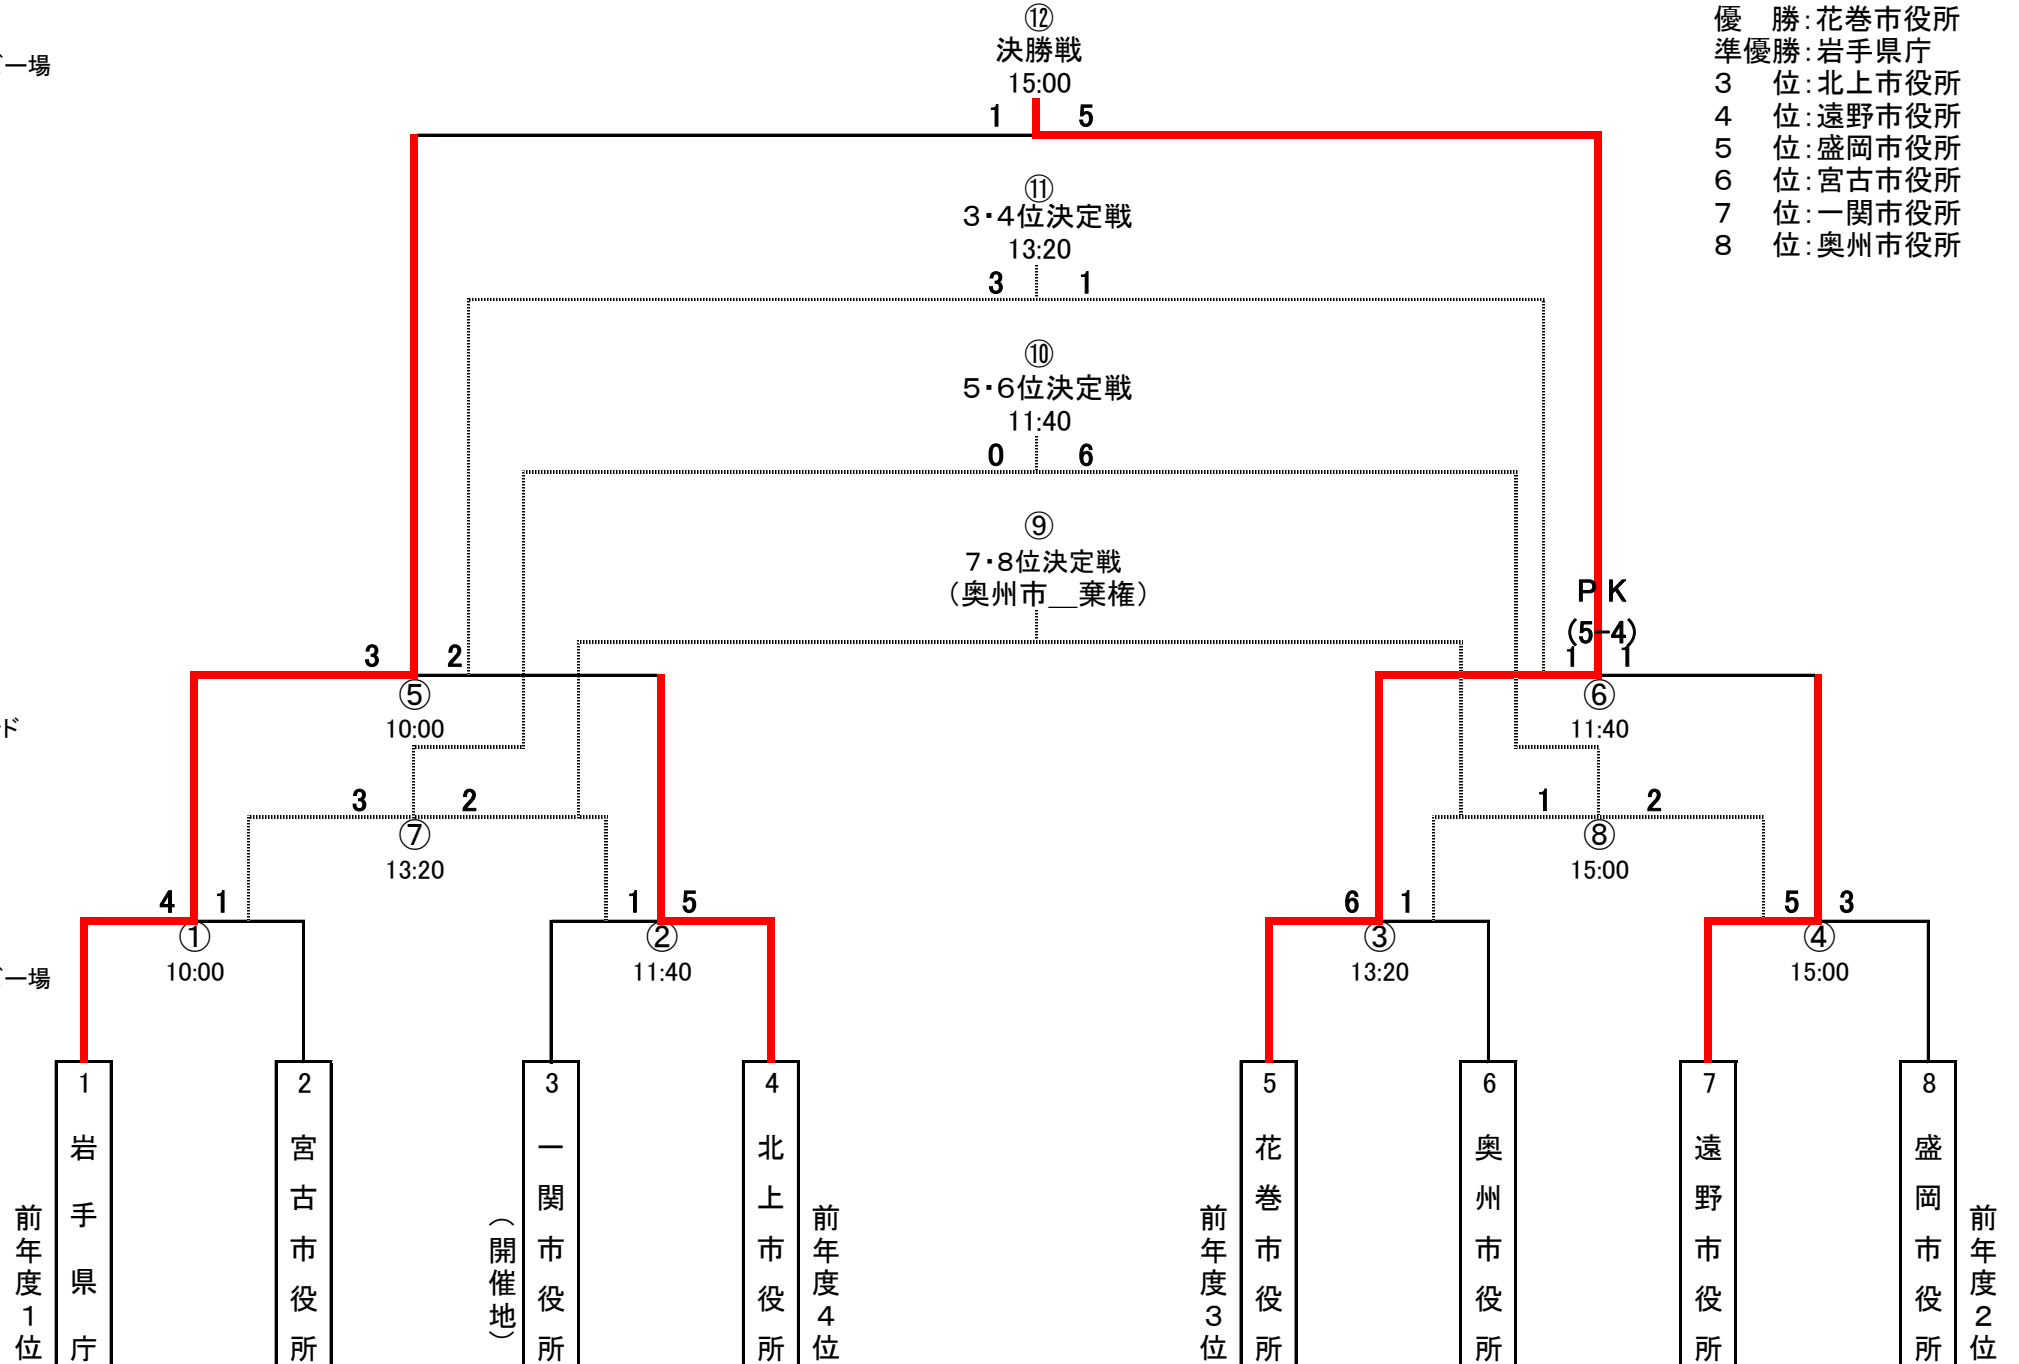 ⑫
決勝戦
15:00
1 5
優　勝：花巻市役所
準優勝：岩手県庁
3　位：北上市役所
4　位：遠野市役所
5　位：盛岡市役所
6　位：宮古市役所
7　位：一関市役所
8　位：奥州市役所
ー場
⑪
3・4位決定戦
13:20
3 1
⑩
5・6位決定戦
11:40
0 6
⑨
7・8位決定戦
（奥州市__棄権）
PK
(5-4)
3 2
1 1
⑤
10:00
⑥
11:40
ド
3 2
⑦
13:20
1 2
⑧
15:00
4 1
①
10:00
1 5
②
11:40
6 1
③
13:20
5 3
④
15:00
ー場
1
岩手県庁
前年度1位
2
宮古市役所
3
一関市役所
（開催地）
4
北上市役所
前年度4位
5
花巻市役所
前年度3位
6
奥州市役所
7
遠野市役所
8
盛岡市役所
前年度2位